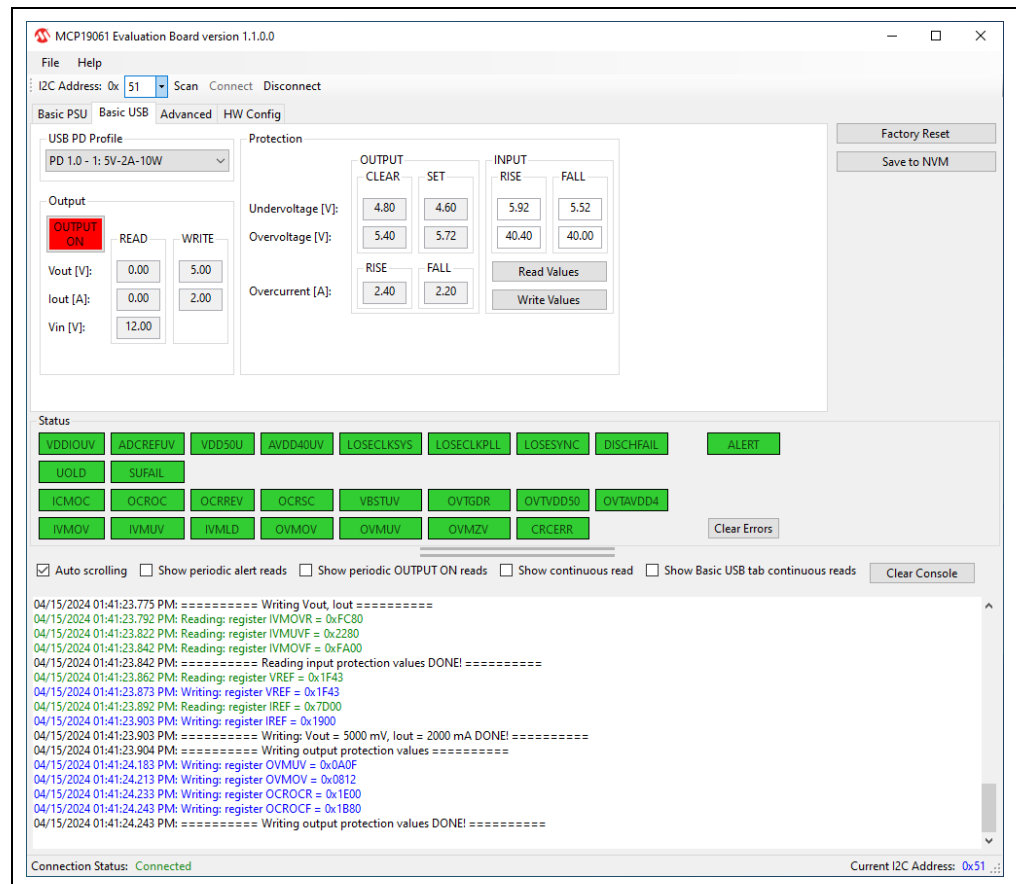 MCP19061 Evaluation Board version 1.1.0.0
File Help
I2C Address: 0x 51 Scan Connect Disconnect
Basic PSU Basic USB Advanced HW Config
USB PD Profile
PD 1.0 - 1: 5V-2A-10W
Output
OUTPUT
ON
READ WRITE
Vout [V]: 0.00 5.00
Iout [A]: 0.00 2.00
Vin [V]: 12.00
Protection
OUTPUT INPUT
CLEAR SET RISE FALL
Undervoltage [V]: 4.80 4.60 5.92 5.52
Overvoltage [V]: 5.40 5.72 40.40 40.00
RISE FALL
Overcurrent [A]: 2.40 2.20
Read Values
Write Values
Factory Reset
Save to NVM
Status
VDDIOUV ADCREFUV VDD50U AVDD40UV LOSECLKSYS LOSECLKPLL LOSESYNC DISCHFAIL ALERT
UOLD SUFAIL
ICMOC OCROC OCRREV OCRSC VBSTUV OVTGDR OVTVDD50 OVTAVDD4
IVMOV IVMUV IVMLD OVMOV OVMUV OVMZV CRCERR Clear Errors
Auto scrolling Show periodic alert reads Show periodic OUTPUT ON reads Show continuous read Show Basic USB tab continuous reads Clear Console
04/15/2024 01:41:23.775 PM: ========== Writing Vout, Iout ==========
04/15/2024 01:41:23.792 PM: Reading: register IVMOVR = 0xFC80
04/15/2024 01:41:23.822 PM: Reading: register IVMUVF = 0x2280
04/15/2024 01:41:23.842 PM: Reading: register IVMOVF = 0xFA00
04/15/2024 01:41:23.842 PM: ========== Reading input protection values DONE! ==========
04/15/2024 01:41:23.862 PM: Reading: register VREF = 0x1F43
04/15/2024 01:41:23.873 PM: Writing: register VREF = 0x1F43
04/15/2024 01:41:23.892 PM: Reading: register IREF = 0x7D00
04/15/2024 01:41:23.903 PM: Writing: register IREF = 0x1900
04/15/2024 01:41:23.903 PM: ========== Writing: Vout = 5000 mV, Iout = 2000 mA DONE! ==========
04/15/2024 01:41:23.904 PM: ========== Writing output protection values ==========
04/15/2024 01:41:24.183 PM: Writing: register OVMUV = 0x0A0F
04/15/2024 01:41:24.213 PM: Writing: register OVMOV = 0x0812
04/15/2024 01:41:24.233 PM: Writing: register OCROCR = 0x1E00
04/15/2024 01:41:24.243 PM: Writing: register OCROCF = 0x1B80
04/15/2024 01:41:24.243 PM: ========== Writing output protection values DONE! ==========
Connection Status: Connected Current I2C Address: 0x51